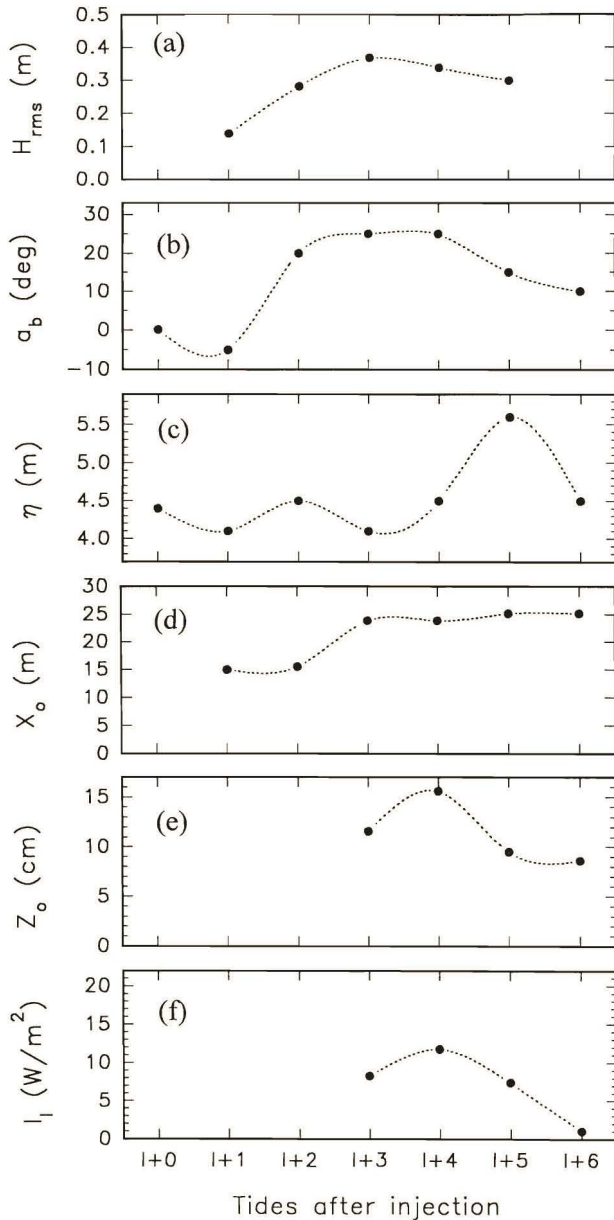 0.5
0.4
0.3
0.2
0.1
0.0
H_rms (m)
(a)
30
20
10
0
−10
a_b (deg)
(b)
5.5
5.0
4.5
4.0
η (m)
(c)
30
25
20
15
10
5
0
X_o (m)
(d)
15
10
5
0
Z_o (cm)
(e)
20
15
10
5
0
I_l (W/m²)
(f)
I+0 I+1 I+2 I+3 I+4 I+5 I+6
Tides after injection